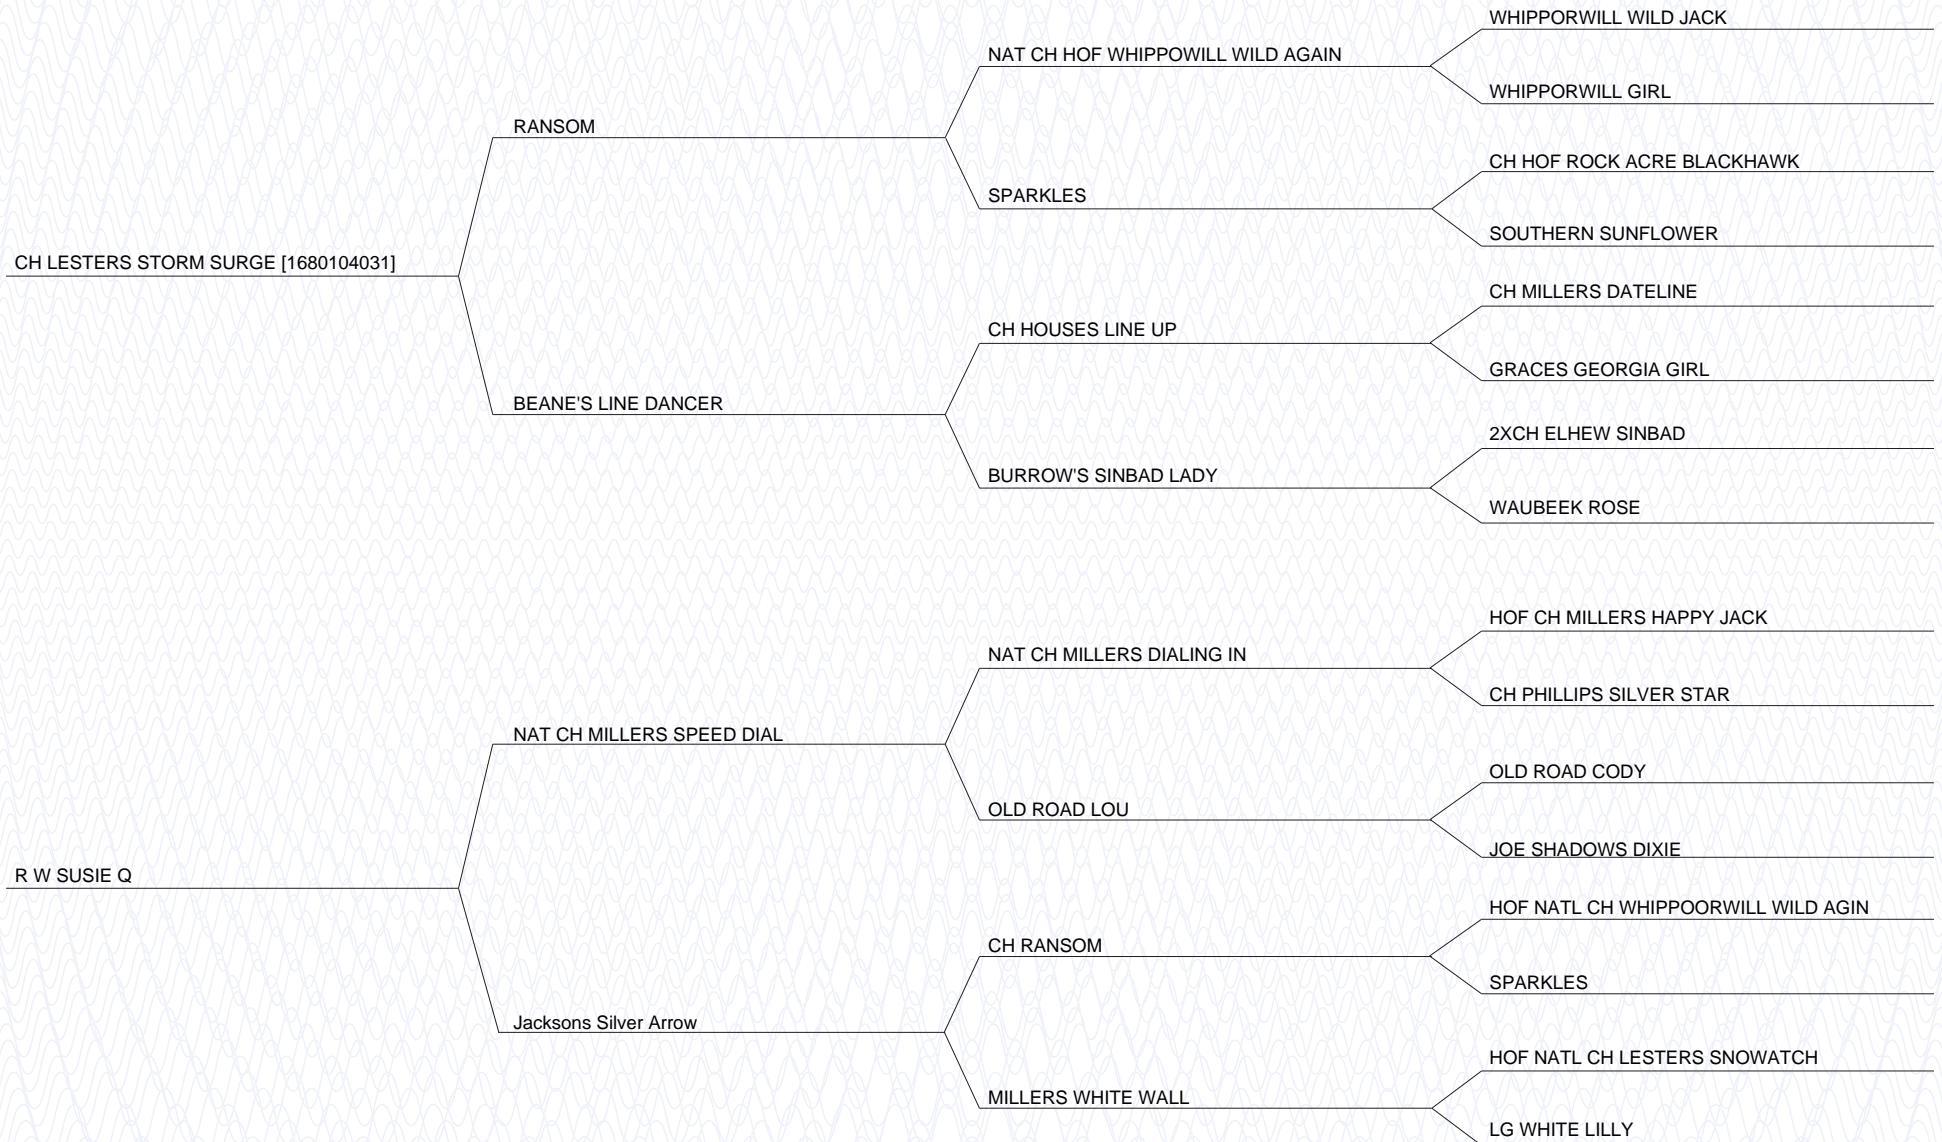 WHIPPORWILL WILD JACK
NAT CH HOF WHIPPOWILL WILD AGAIN
WHIPPORWILL GIRL
RANSOM
CH HOF ROCK ACRE BLACKHAWK
SPARKLES
SOUTHERN SUNFLOWER
CH LESTERS STORM SURGE [1680104031]
CH MILLERS DATELINE
CH HOUSES LINE UP
GRACES GEORGIA GIRL
BEANE'S LINE DANCER
2XCH ELHEW SINBAD
BURROW'S SINBAD LADY
WAUBEEK ROSE
HOF CH MILLERS HAPPY JACK
NAT CH MILLERS DIALING IN
CH PHILLIPS SILVER STAR
NAT CH MILLERS SPEED DIAL
OLD ROAD CODY
OLD ROAD LOU
JOE SHADOWS DIXIE
R W SUSIE Q
HOF NATL CH WHIPPOORWILL WILD AGIN
CH RANSOM
SPARKLES
Jacksons Silver Arrow
HOF NATL CH LESTERS SNOWATCH
MILLERS WHITE WALL
LG WHITE LILLY